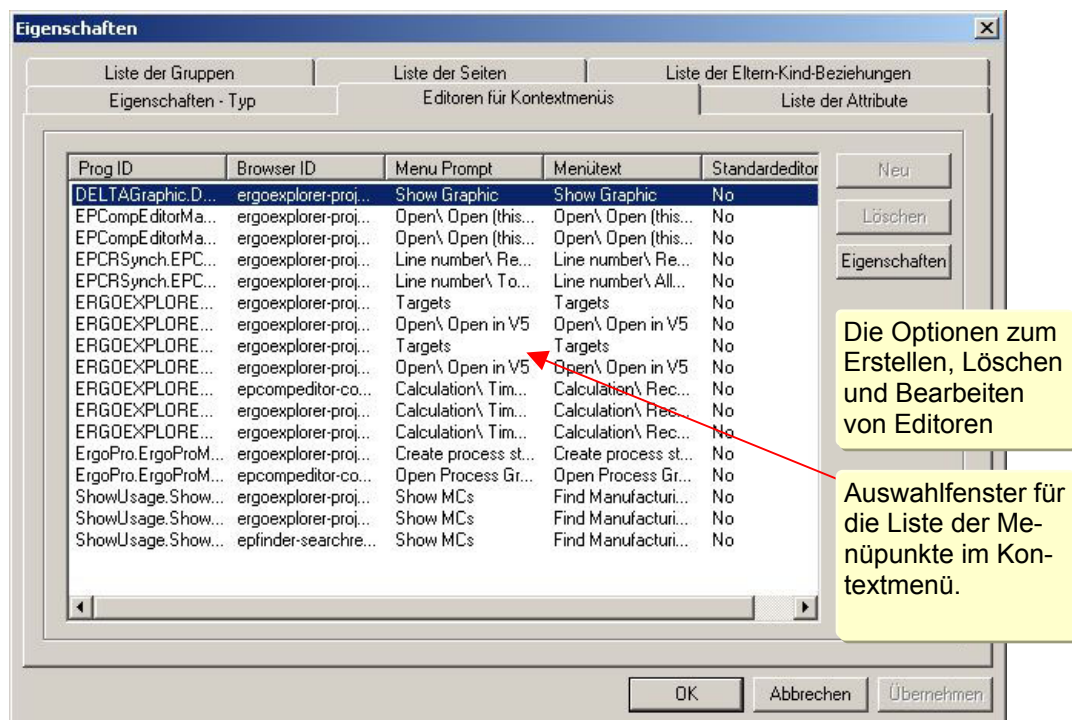 Eigenschaften
Liste der Gruppen Liste der Seiten Liste der Eltern-Kind-Beziehungen
Eigenschaften - Typ Editoren für Kontextmenüs Liste der Attribute
Prog ID Browser ID Menu Prompt Menütext Standardeditor
DELTAGraphic.D... ergoexplorer-proj... Show Graphic Show Graphic No
EPCompEditorMa... ergoexplorer-proj... Open\ Open (this... Open\ Open (this... No
EPCompEditorMa... ergoexplorer-proj... Open\ Open (this... Open\ Open (this... No
EPCRSynch.EPC... ergoexplorer-proj... Line number\ Re... Line number\ Re... No
EPCRSynch.EPC... ergoexplorer-proj... Line number\ To... Line number\ All... No
ERGOEXPLORE... ergoexplorer-proj... Targets Targets No
ERGOEXPLORE... ergoexplorer-proj... Open\ Open in V5 Open\ Open in V5 No
ERGOEXPLORE... ergoexplorer-proj... Targets Targets No
ERGOEXPLORE... ergoexplorer-proj... Open\ Open in V5 Open\ Open in V5 No
ERGOEXPLORE... epcompeditor-co... Calculation\ Tim... Calculation\ Rec... No
ERGOEXPLORE... ergoexplorer-proj... Calculation\ Tim... Calculation\ Rec... No
ERGOEXPLORE... ergoexplorer-proj... Calculation\ Tim... Calculation\ Rec... No
ErgoPro.ErgoProM... ergoexplorer-proj... Create process st... Create process st... No
ErgoPro.ErgoProM... epcompeditor-co... Open Process Gr... Open Process Gr... No
ShowUsage.Show... ergoexplorer-proj... Show MCs Find Manufacturi... No
ShowUsage.Show... ergoexplorer-proj... Show MCs Find Manufacturi... No
ShowUsage.Show... epfinder-searchre... Show MCs Find Manufacturi... No
Neu
Löschen
Eigenschaften
Die Optionen zum
Erstellen, Löschen
und Bearbeiten
von Editoren
Auswahlfenster für
die Liste der Me-
nüpunkte im Kon-
textmenü.
OK Abbrechen Übernehmen